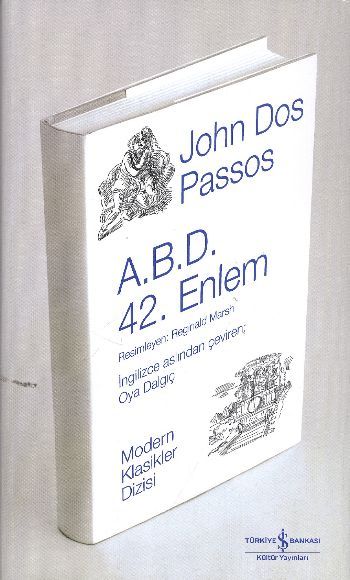 John Dos
Passos
A.B.D.
42. Enlem
Resimleyen: Reginald Marsh
İngilizce aslından çeviren:
Oya Dalgıç
Modern
Klasikler
Dizisi
TÜRKİYE İŞ BANKASI
Kültür Yayınları